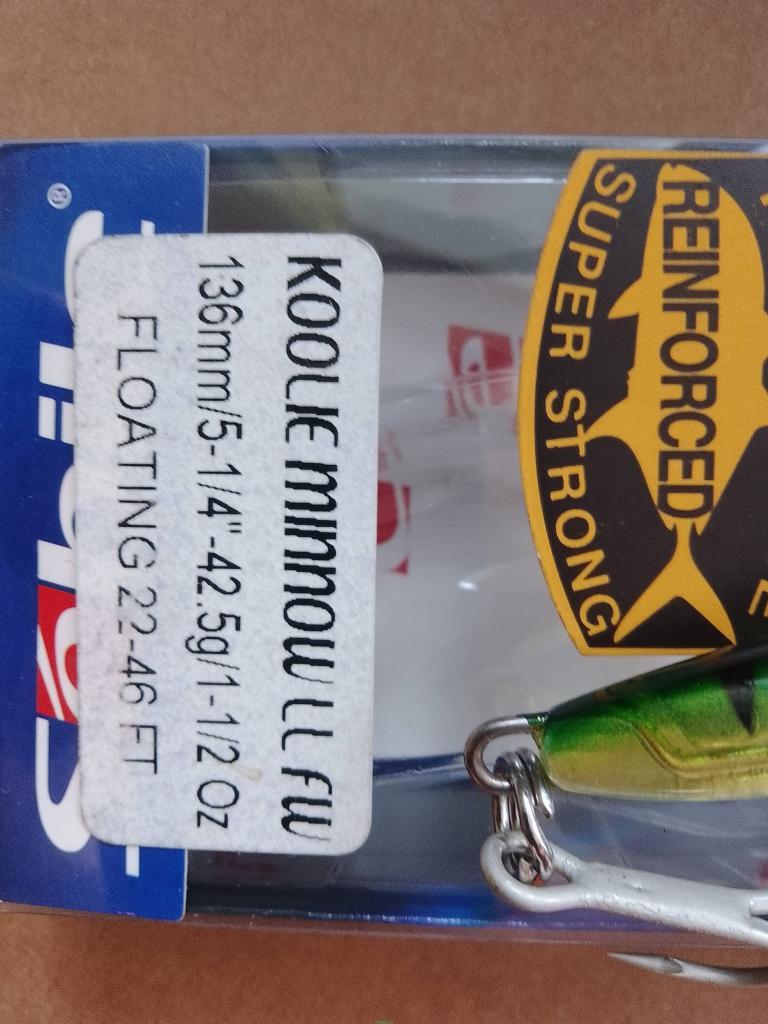 KOOLIE MINNOW LL FW
136mm/5-1/4"-42.5g/1-1/2 Oz
FLOATING 22-46 FT
®
REINFORCED
SUPER STRONG